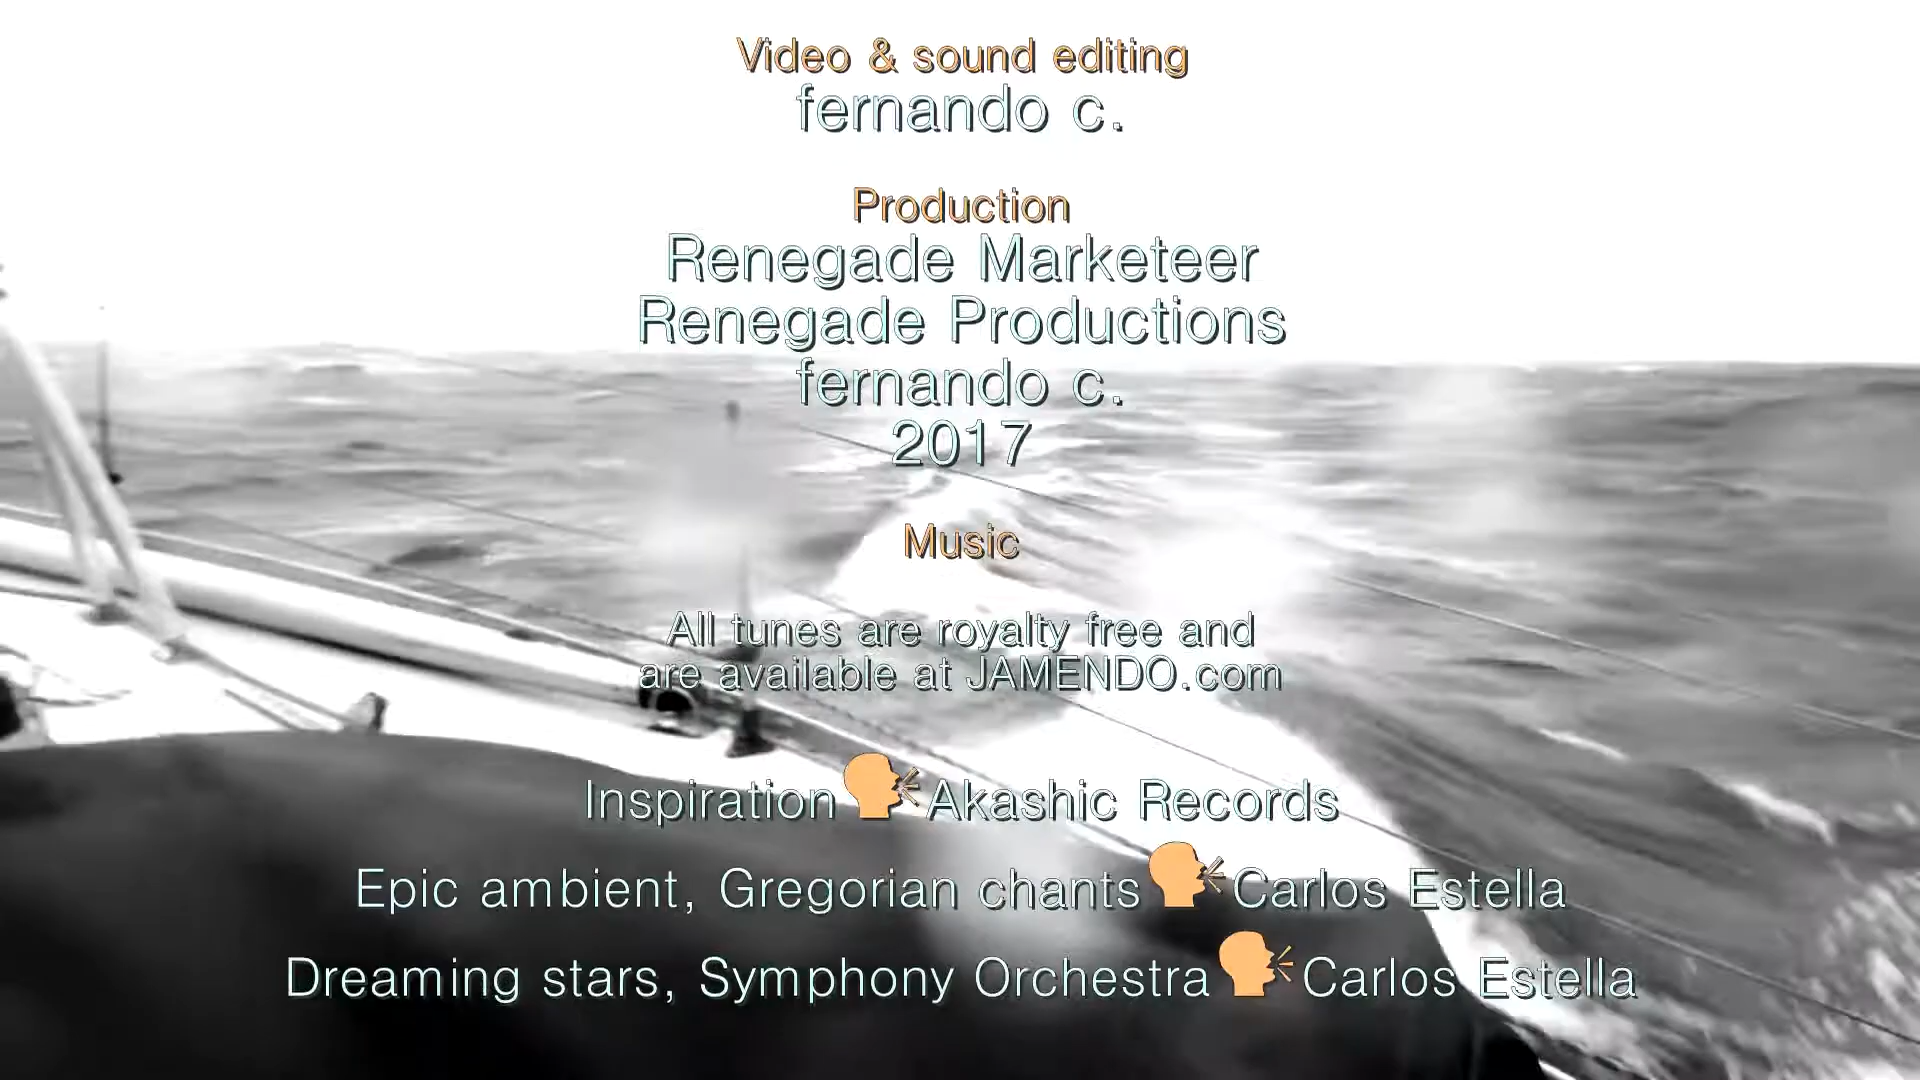 Video & sound editing
fernando c.
Production
Renegade Marketeer
Renegade Productions
fernando c.
2017
Music
All tunes are royalty free and
are available at JAMENDO.com
Inspiration 🗣 Akashic Records
Epic ambient, Gregorian chants 🗣 Carlos Estella
Dreaming stars, Symphony Orchestra 🗣 Carlos Estella